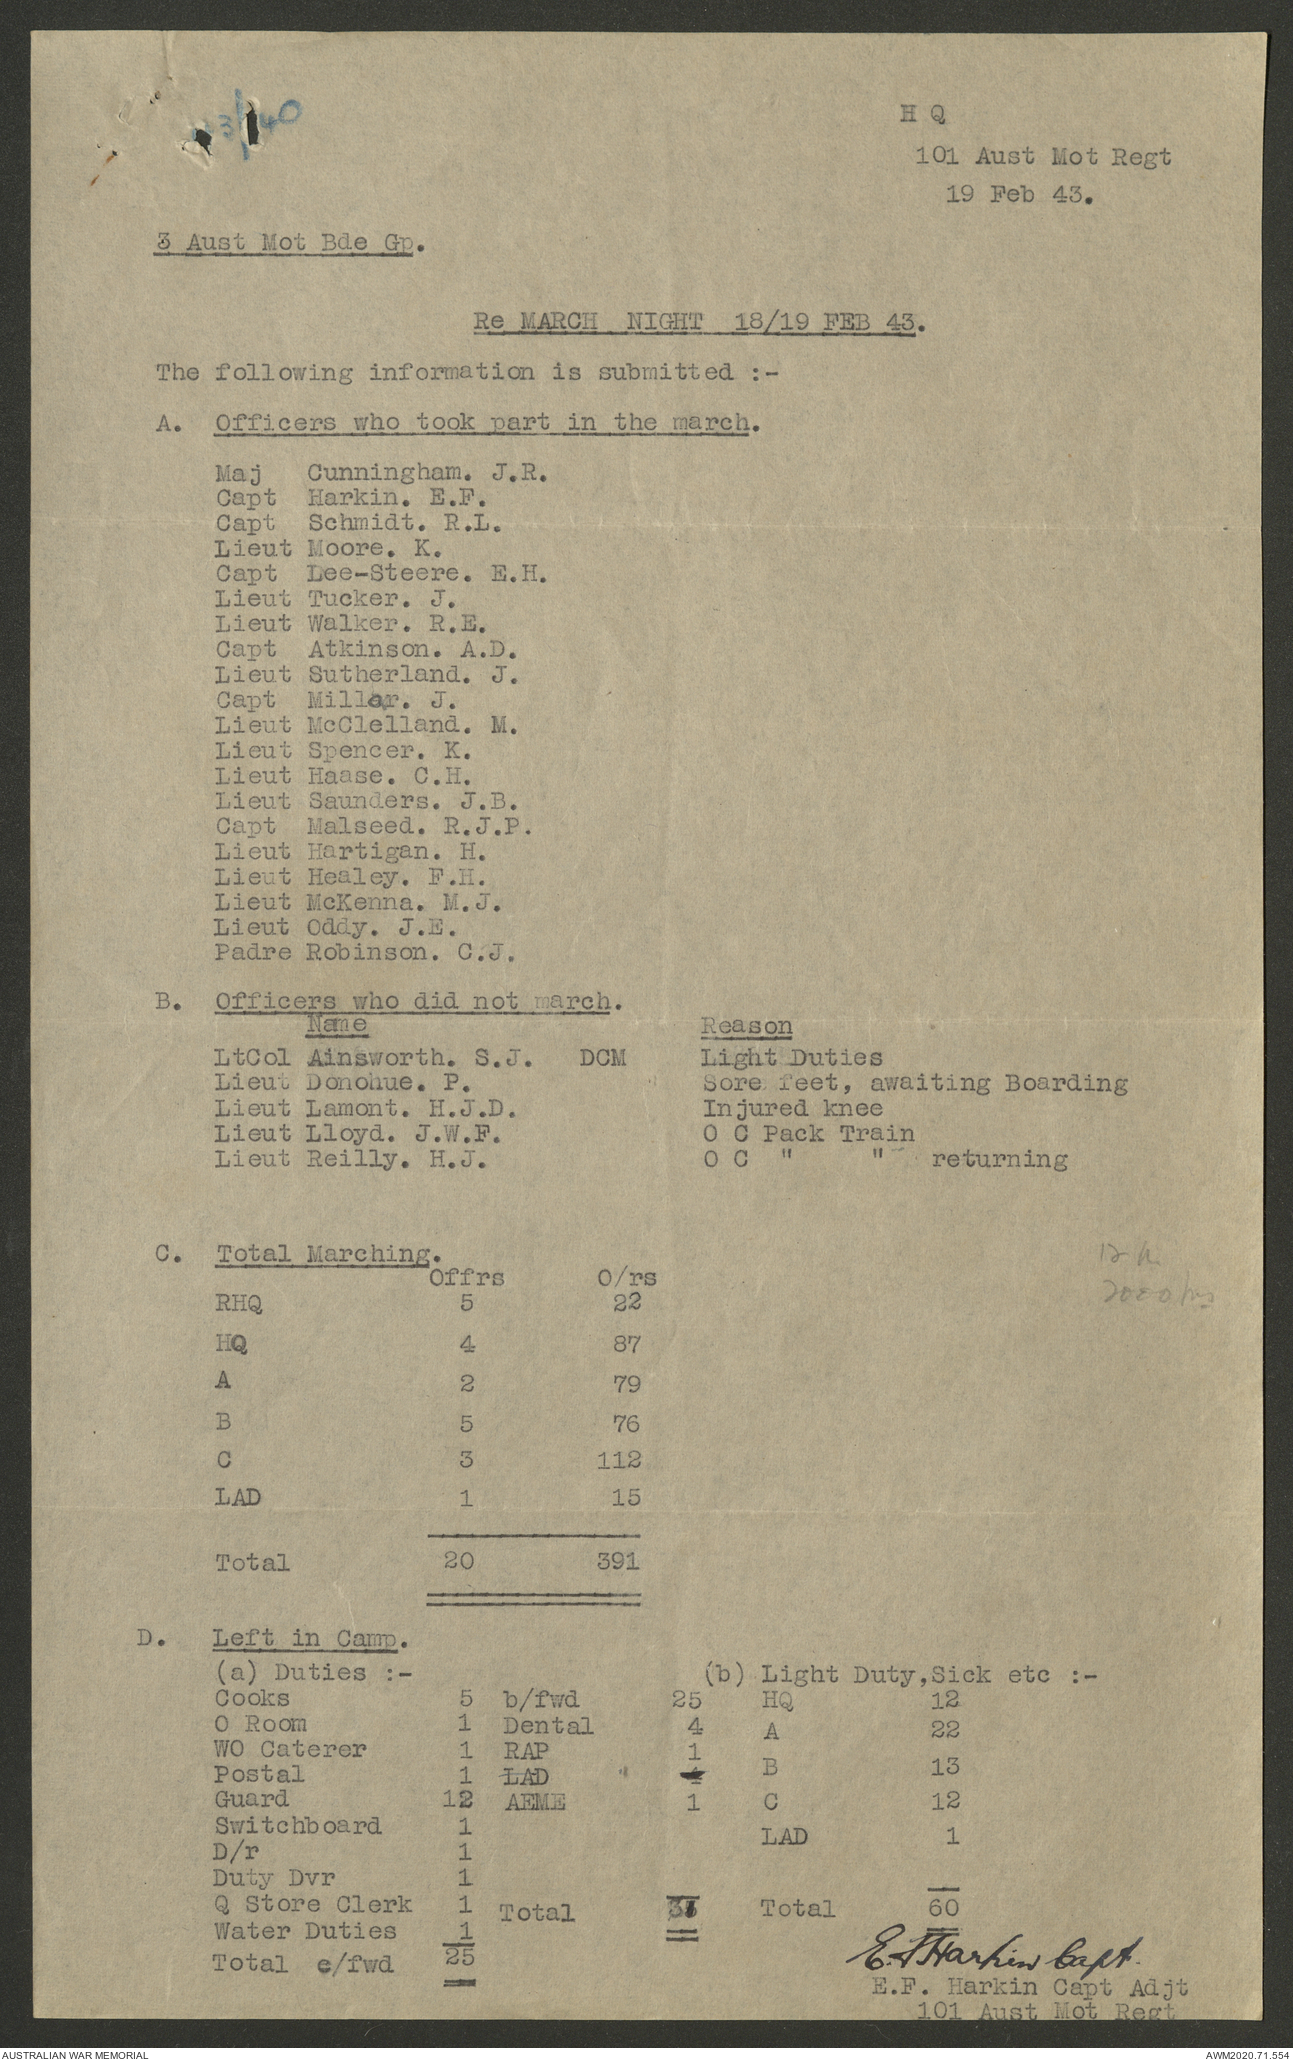 H Q
101 Aust Mot Regt
19 Feb 43.
3 Aust Mot Bde Gp.
Re MARCH NIGHT 18/19 FEB 43.
The following information is submitted :-
A. Officers who took part in the march.
Maj Cunningham. J.R.
Capt Harkin. E.F.
Capt Schmidt. R.L.
Lieut Moore. K.
Capt Lee-Steere. E.H.
Lieut Tucker. J.
Lieut Walker. R.E.
Capt Atkinson. A.D.
Lieut Sutherland. J.
Capt Millar. J.
Lieut McClelland. M.
Lieut Spencer. K.
Lieut Haase. C.H.
Lieut Saunders. J.B.
Capt Malseed. R.J.P.
Lieut Hartigan. H.
Lieut Healey. F.H.
Lieut McKenna. M.J.
Lieut Oddy. J.E.
Padre Robinson. C.J.
B. Officers who did not march.
Name Reason
LtCol Ainsworth. S.J. DCM Light Duties
Lieut Donohue. P. Sore feet, awaiting Boarding
Lieut Lamont. H.J.D. Injured knee
Lieut Lloyd. J.W.F. O C Pack Train
Lieut Reilly. H.J. O C " " returning
C. Total Marching.
Offrs O/rs
RHQ 5 22
HQ 4 87
A 2 79
B 5 76
C 3 112
LAD 1 15
Total 20 391
D. Left in Camp.
(a) Duties :- (b) Light Duty,Sick etc :-
Cooks 5 b/fwd 25 HQ 12
O Room 1 Dental 4 A 22
WO Caterer 1 RAP 1
Postal 1 LAD B 13
Guard 12 AEME 1 C 12
Switchboard 1 LAD 1
D/r 1
Duty Dvr 1
Q Store Clerk 1 Total Total 60
Water Duties 1
Total c/fwd 25
E.F Harkin Capt.
E.F. Harkin Capt Adjt
101 Aust Mot Regt
AUSTRALIAN WAR MEMORIAL AWM2020.71.554